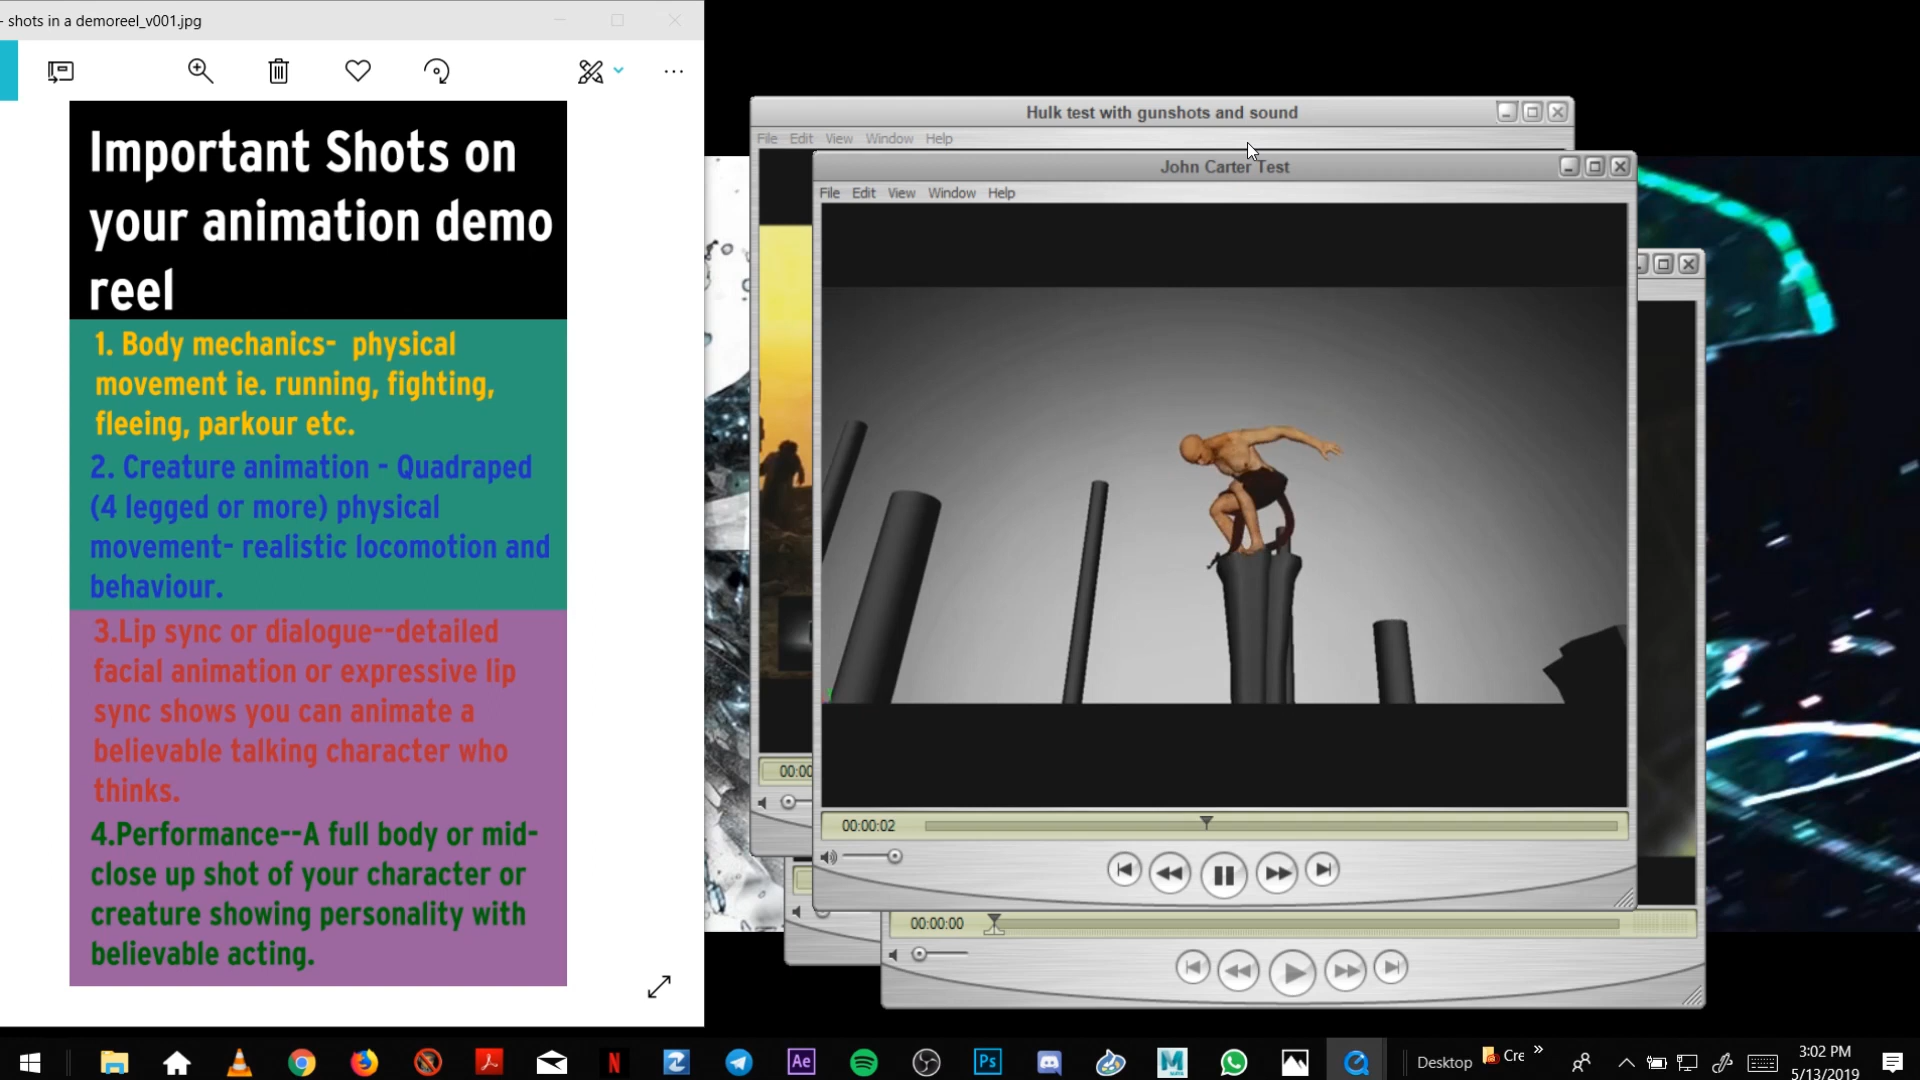 - shots in a demoreel_v001.jpg
Important Shots on
your animation demo
reel
1. Body mechanics- physical
movement ie. running, fighting,
fleeing, parkour etc.
2. Creature animation - Quadraped
(4 legged or more) physical
movement- realistic locomotion and
behaviour.
3.Lip sync or dialogue--detailed
facial animation or expressive lip
sync shows you can animate a
believable talking character who
thinks.
4.Performance--A full body or mid-
close up shot of your character or
creature showing personality with
believable acting.
Hulk test with gunshots and sound
File Edit View Window Help
John Carter Test
File Edit View Window Help
00:00
00:00:02
00:00:00
N
Ae
Ps
M
Desktop
Cre
3:02 PM
5/13/2019